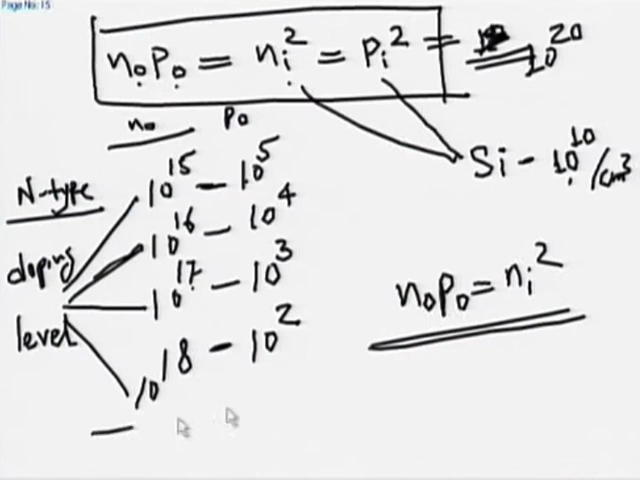 Page No: 15
n₀P₀ = nᵢ² = Pᵢ² = 10²⁰
n₀ P₀
Si - 10¹⁰/cm³
N-type
10¹⁵ - 10⁵
10¹⁶ - 10⁴
doping
10¹⁷ - 10³
n₀P₀ = nᵢ²
level
10¹⁸ - 10²